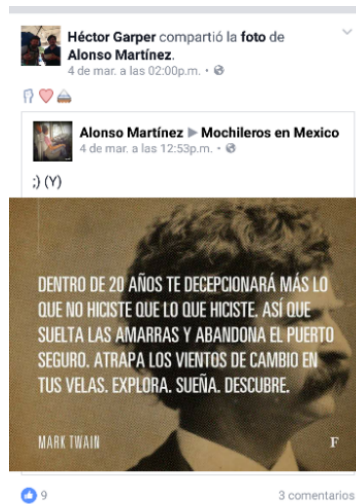 Héctor Garper compartió la foto de
Alonso Martínez.
4 de mar. a las 02:00p.m. •
Alonso Martínez ▶ Mochileros en Mexico
4 de mar. a las 12:53p.m. •
;) (Y)
DENTRO DE 20 AÑOS TE DECEPCIONARÁ MÁS LO
QUE NO HICISTE QUE LO QUE HICISTE. ASÍ QUE
SUELTA LAS AMARRAS Y ABANDONA EL PUERTO
SEGURO. ATRAPA LOS VIENTOS DE CAMBIO EN
TUS VELAS. EXPLORA. SUEÑA. DESCUBRE.
MARK TWAIN F
9 3 comentarios